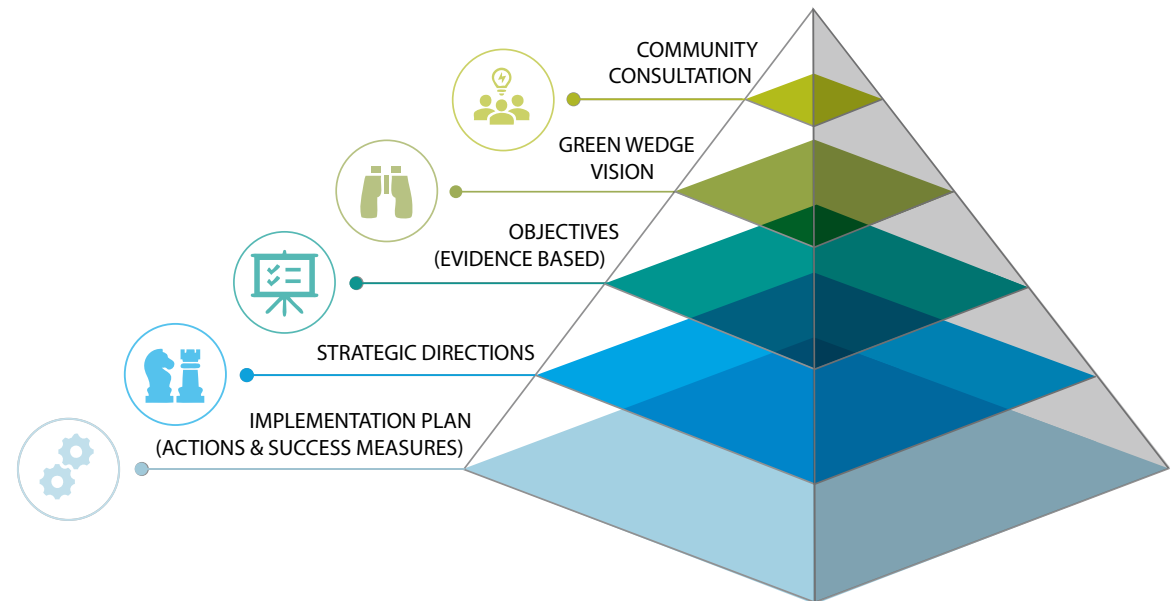 COMMUNITY
CONSULTATION
GREEN WEDGE
VISION
OBJECTIVES
(EVIDENCE BASED)
STRATEGIC DIRECTIONS
IMPLEMENTATION PLAN
(ACTIONS & SUCCESS MEASURES)